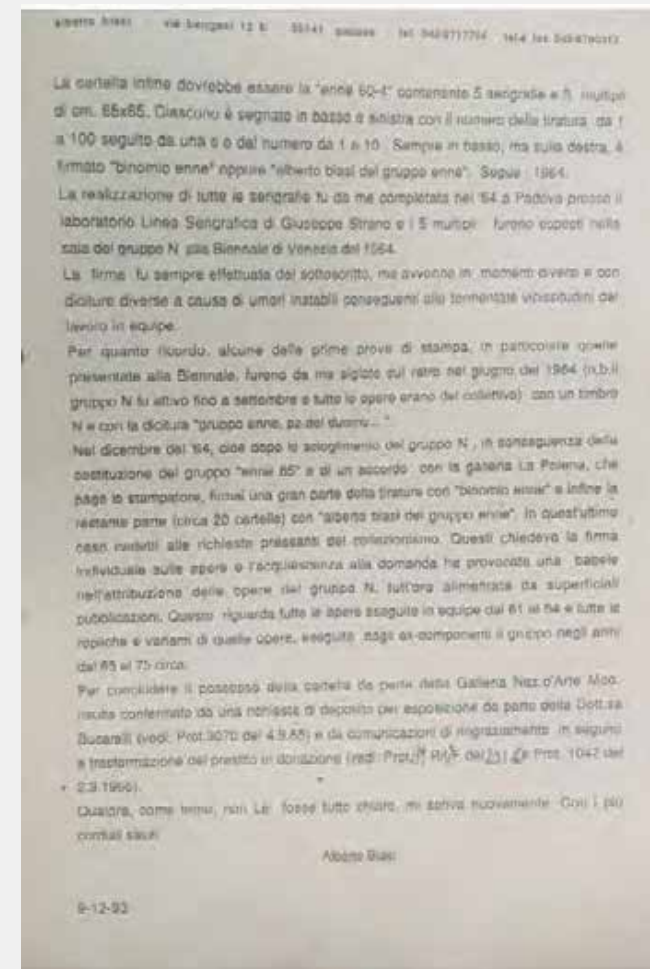 alberto biasi via bengasi 12 b 35141 padova tel.
La cartella infine dovrebbe essere la "enne 60-4" contenente 5 serigrafie e n. multipli
di cm. 65x65. Ciascuno è segnato in basso a sinistra con il numero della tiratura da 1
a 100 seguito da una o dal numero da 1 a 10. Sempre in basso, ma sulla destra, è
firmato "binomio enne" oppure "alberto biasi del gruppo enne". Segue 1964.
La realizzazione di tutte le serigrafie fu da me completata nel '64 a Padova presso il
laboratorio Linea Serigrafica di Giuseppe Strano e i 5 multipli furono esposti nella
sala del gruppo N alla Biennale di Venezia del 1964.
La firma fu sempre effettuata dal sottoscritto, ma avvenne in momenti diversi e con
diciture diverse a causa di umori instabili conseguenti alle tormentate vicissitudini del
lavoro in equipe.
Per quanto ricordo, alcune delle prime prove di stampa, in particolare quelle
presentate alla Biennale, furono da me siglate sul retro nel giugno del 1964 (n.b.il
gruppo N fu attivo fino a settembre e tutte le opere erano del collettivo) con un timbro
N e con la dicitura "gruppo enne, pz.del duomo... ".
Nel dicembre del '64, cioè dopo lo scioglimento del gruppo N , in conseguenza della
costituzione del gruppo "enne 65" e di un accordo con la galleria La Polena, che
pagò lo stampatore, firmai una gran parte della tiratura con "binomio enne" e infine la
restante parte (circa 20 cartelle) con "alberto biasi del gruppo enne". In quest'ultimo
caso cedetti alle richieste pressanti del collezionismo. Questi chiedeva la firma
individuale sulle opere e l'acquiescenza alla domanda ha provocato una babele
nell'attribuzione delle opere del gruppo N, tutt'ora alimentata da superficiali
pubblicazioni. Questo riguarda tutte le opere eseguite in equipe dal 61 al 64 e tutte le
repliche e varianti di quelle opere, eseguite dagli ex-componenti il gruppo negli anni
dal 65 al 75 circa.
Per concludere il possesso della cartella da parte della Galleria Naz.d'Arte Mod.
risulta confermato da una richiesta di deposito per esposizione da parte della Dott.sa
Bucarelli (vedi: Prot.3070 del 4.9.65) e da comunicazioni di ringraziamento in seguito
a trasformazione del prestito in donazione (vedi: Prot. del e Prot. 1042 del
2.3.1966).
Qualora, come temo, non Le fosse tutto chiaro, mi scriva nuovamente. Con i più
cordiali saluti
Alberto Biasi
9-12-93